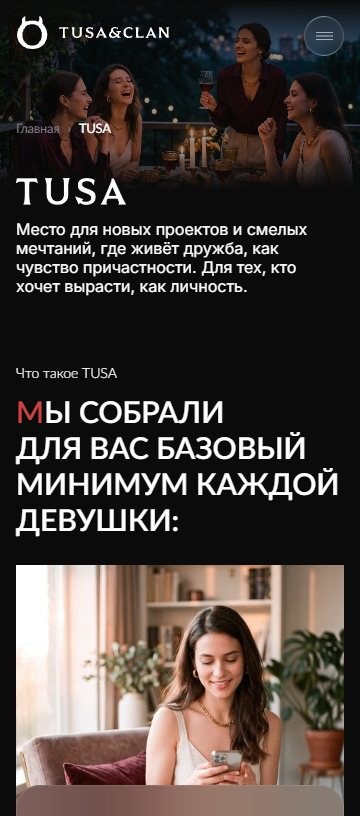 TUSA&CLAN
Главная / TUSA
TUSA
Место для новых проектов и смелых
мечтаний, где живёт дружба, как
чувство причастности. Для тех, кто
хочет вырасти, как личность.
Что такое TUSA
МЫ СОБРАЛИ
ДЛЯ ВАС БАЗОВЫЙ
МИНИМУМ КАЖДОЙ
ДЕВУШКИ: